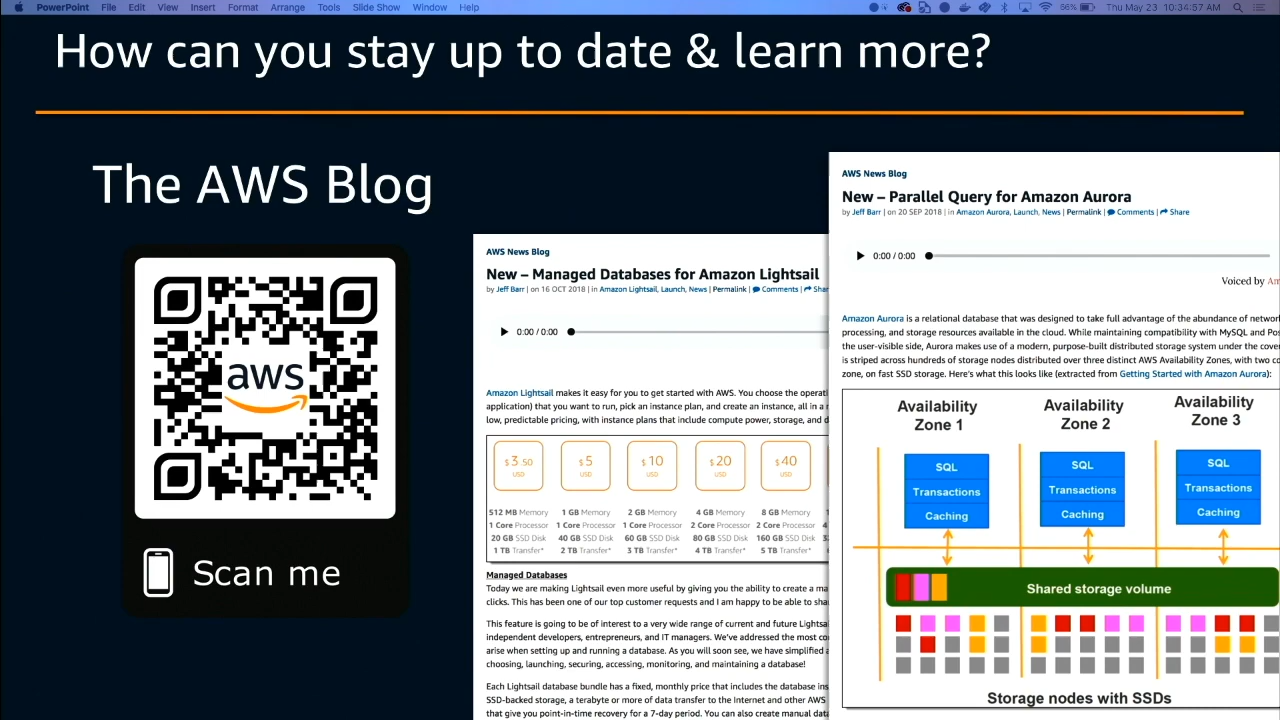 PowerPoint File Edit View Insert Format Arrange Tools Slide Show Window Help 66% Thu May 23 10:34:57 AM
How can you stay up to date & learn more?
The AWS Blog
aws
Scan me
AWS News Blog
New – Managed Databases for Amazon Lightsail
by Jeff Barr | on 16 OCT 2018 | in Amazon Lightsail, Launch, News | Permalink | Comments | Shar
0:00 / 0:00
Amazon Lightsail makes it easy for you to get started with AWS. You choose the operati
application) that you want to run, pick an instance plan, and create an instance, all in a
low, predictable pricing, with instance plans that include compute power, storage, and d
$ 3 50 $ 5 $ 10 $ 20 $ 40
USD USD USD USD USD
512 MB Memory 1 GB Memory 2 GB Memory 4 GB Memory 8 GB Memory
1 Core Processor 1 Core Processor 1 Core Processor 2 Core Processor 2 Core Processor
20 GB SSD Disk 40 GB SSD Disk 60 GB SSD Disk 80 GB SSD Disk 160 GB SSD Disk
1 TB Transfer* 2 TB Transfer* 3 TB Transfer* 4 TB Transfer* 5 TB Transfer*
Managed Databases
Today we are making Lightsail even more useful by giving you the ability to create a ma
clicks. This has been one of our top customer requests and I am happy to be able to sha
This feature is going to be of interest to a very wide range of current and future Lightsa
independent developers, entrepreneurs, and IT managers. We've addressed the most co
arise when setting up and running a database. As you will soon see, we have simplified a
choosing, launching, securing, accessing, monitoring, and maintaining a database!
Each Lightsail database bundle has a fixed, monthly price that includes the database ins
SSD-backed storage, a terabyte or more of data transfer to the Internet and other AWS
that give you point-in-time recovery for a 7-day period. You can also create manual data
AWS News Blog
New – Parallel Query for Amazon Aurora
by Jeff Barr | on 20 SEP 2018 | in Amazon Aurora, Launch, News | Permalink | Comments | Share
0:00 / 0:00
Voiced by Am
Amazon Aurora is a relational database that was designed to take full advantage of the abundance of networ
processing, and storage resources available in the cloud. While maintaining compatibility with MySQL and Pos
the user-visible side, Aurora makes use of a modern, purpose-built distributed storage system under the cover
is striped across hundreds of storage nodes distributed over three distinct AWS Availability Zones, with two co
zone, on fast SSD storage. Here's what this looks like (extracted from Getting Started with Amazon Aurora):
Availability Availability Availability
Zone 1 Zone 2 Zone 3
SQL SQL SQL
Transactions Transactions Transactions
Caching Caching Caching
Shared storage volume
Storage nodes with SSDs